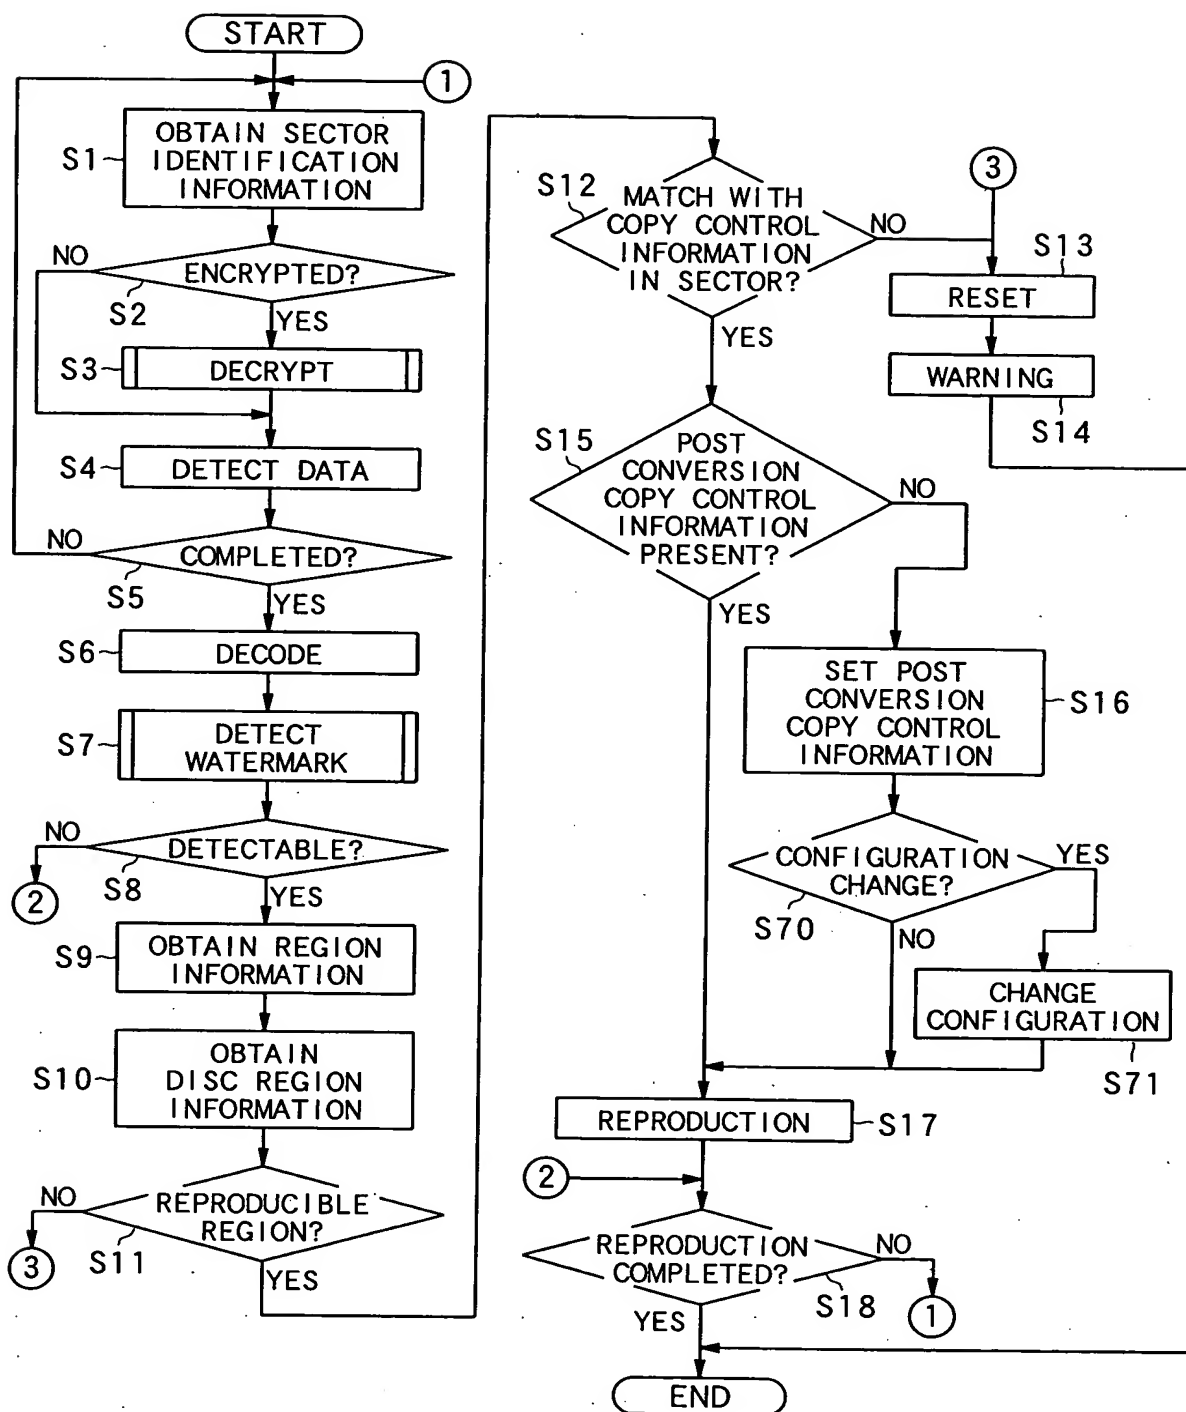 START
1
S1
OBTAIN SECTOR
IDENTIFICATION
INFORMATION
NO
ENCRYPTED?
S2
YES
S3
DECRYPT
S4
DETECT DATA
NO
COMPLETED?
S5
YES
S6
DECODE
S7
DETECT
WATERMARK
NO
DETECTABLE?
2
S8
YES
S9
OBTAIN REGION
INFORMATION
S10
OBTAIN
DISC REGION
INFORMATION
NO
REPRODUCIBLE
REGION?
3
S11
YES
S12
MATCH WITH
COPY CONTROL
INFORMATION
IN SECTOR?
NO
YES
3
S13
RESET
WARNING
S14
S15
POST
CONVERSION
COPY CONTROL
INFORMATION
PRESENT?
NO
YES
SET POST
CONVERSION
COPY CONTROL
INFORMATION
S16
CONFIGURATION
CHANGE?
YES
S70
NO
CHANGE
CONFIGURATION
S71
REPRODUCTION
S17
2
REPRODUCTION
COMPLETED?
NO
S18
1
YES
END